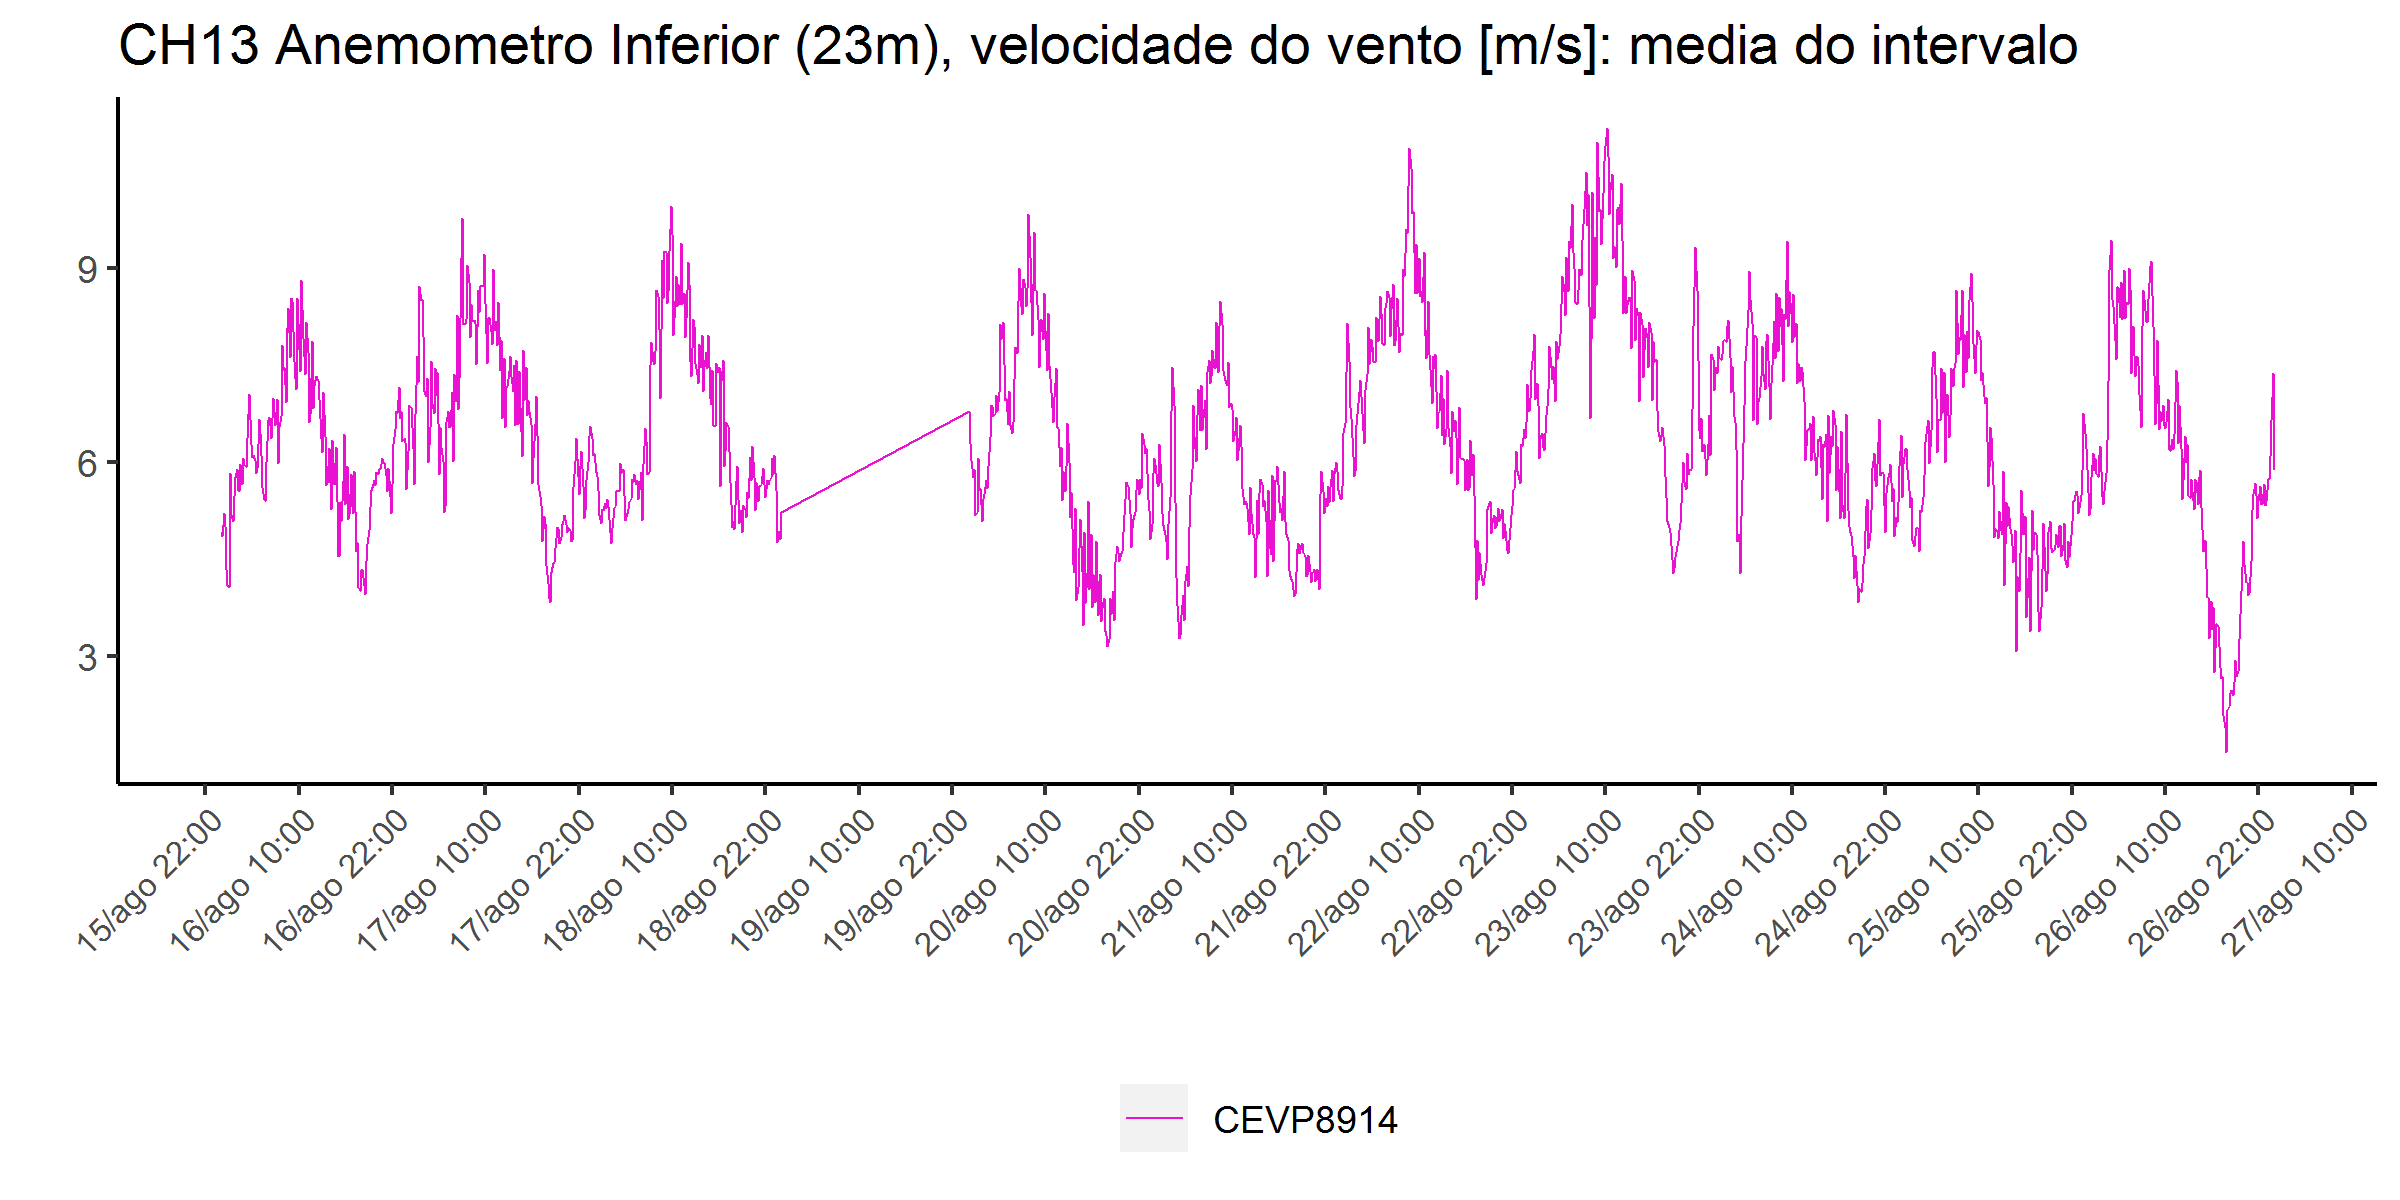 CH13 Anemometro Inferior (23m), velocidade do vento [m/s]: media do intervalo
9
6
3
15/ago 22:00
16/ago 10:00
16/ago 22:00
17/ago 10:00
17/ago 22:00
18/ago 10:00
18/ago 22:00
19/ago 10:00
19/ago 22:00
20/ago 10:00
20/ago 22:00
21/ago 10:00
21/ago 22:00
22/ago 10:00
22/ago 22:00
23/ago 10:00
23/ago 22:00
24/ago 10:00
24/ago 22:00
25/ago 10:00
25/ago 22:00
26/ago 10:00
26/ago 22:00
27/ago 10:00
CEVP8914